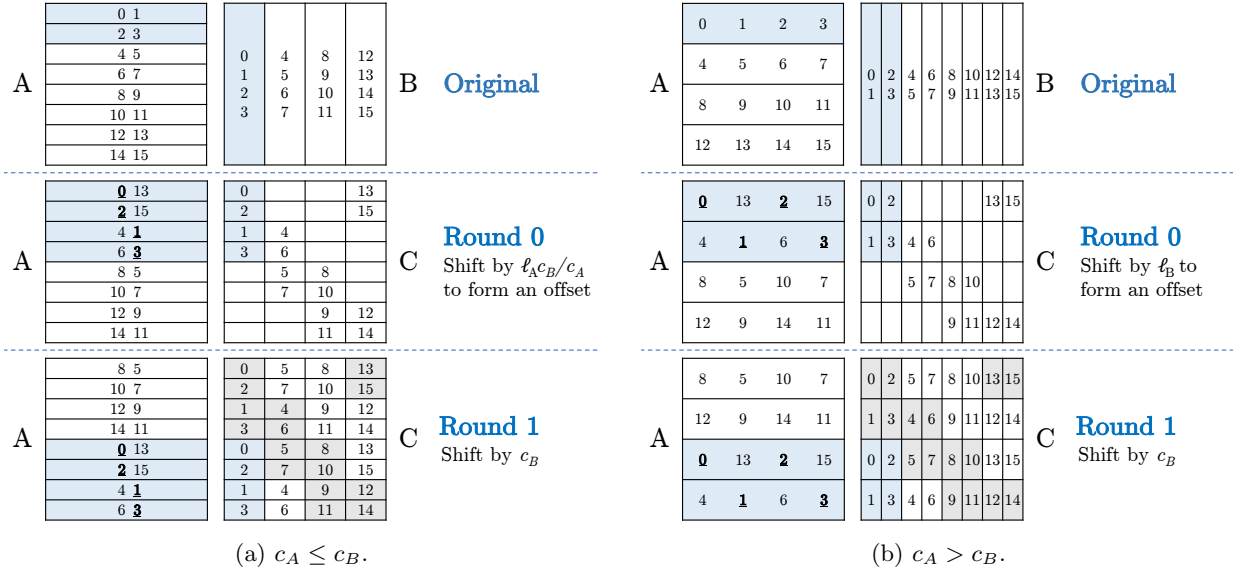 A
0 1
2 3
4 5
6 7
8 9
10 11
12 13
14 15
0 4 8 12
1 5 9 13
2 6 10 14
3 7 11 15
B
Original
A
0 13
2 15
4 1
6 3
8 5
10 7
12 9
14 11
0 13
2 15
1 4
3 6
5 8
7 10
9 12
11 14
C
Round 0
Shift by ℓ_A c_B/c_A
to form an offset
A
8 5
10 7
12 9
14 11
0 13
2 15
4 1
6 3
0 5 8 13
2 7 10 15
1 4 9 12
3 6 11 14
0 5 8 13
2 7 10 15
1 4 9 12
3 6 11 14
C
Round 1
Shift by c_B
(a) c_A ≤ c_B.
A
0 1 2 3
4 5 6 7
8 9 10 11
12 13 14 15
0 2 4 6 8 10 12 14
1 3 5 7 9 11 13 15
B
Original
A
0 13 2 15
4 1 6 3
8 5 10 7
12 9 14 11
0 2 13 15
1 3 4 6
5 7 8 10
9 11 12 14
C
Round 0
Shift by ℓ_B to
form an offset
A
8 5 10 7
12 9 14 11
0 13 2 15
4 1 6 3
0 2 5 7 8 10 13 15
1 3 4 6 9 11 12 14
0 2 5 7 8 10 13 15
1 3 4 6 9 11 12 14
C
Round 1
Shift by c_B
(b) c_A > c_B.